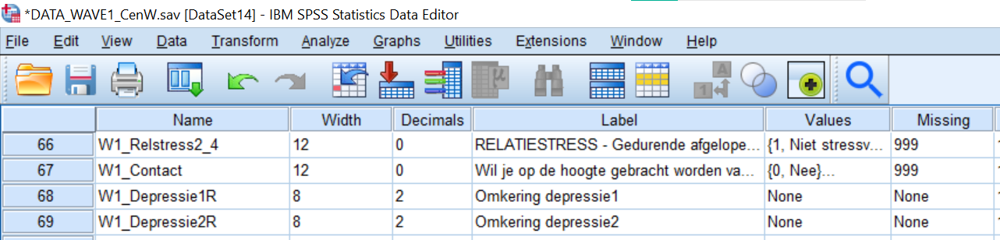 *DATA_WAVE1_CenW.sav [DataSet14] - IBM SPSS Statistics Data Editor
File Edit View Data Transform Analyze Graphs Utilities Extensions Window Help
Name Width Decimals Label Values Missing
66 W1_Relstress2_4 12 0 RELATIESTRESS - Gedurende afgelope... {1, Niet stressv... 999
67 W1_Contact 12 0 Wil je op de hoogte gebracht worden va... {0, Nee}... 999
68 W1_Depressie1R 8 2 Omkering depressie1 None None
69 W1_Depressie2R 8 2 Omkering depressie2 None None